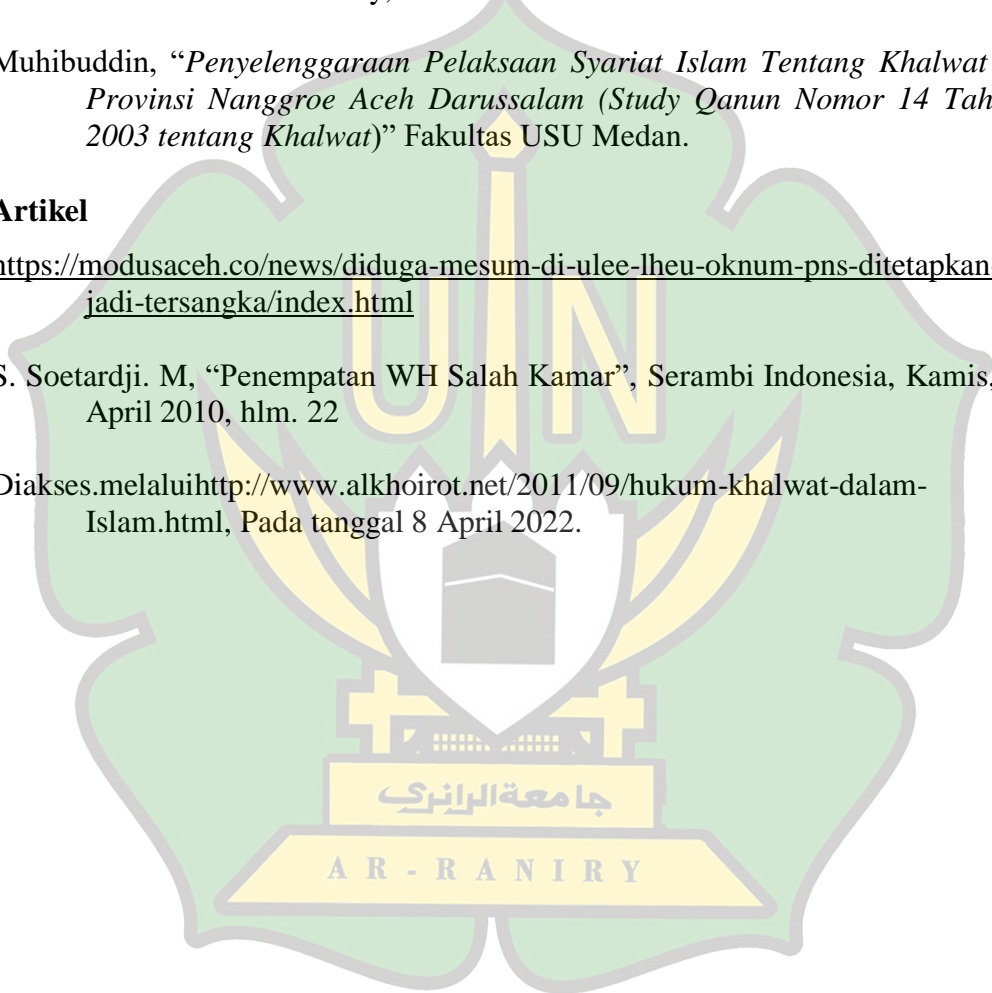 Muhibuddin, “Penyelenggaraan Pelaksaan Syariat Islam Tentang Khalwat
Provinsi Nanggroe Aceh Darussalam (Study Qanun Nomor 14 Tah
2003 tentang Khalwat)” Fakultas USU Medan.
Artikel
https://modusaceh.co/news/diduga-mesum-di-ulee-lheu-oknum-pns-ditetapkan-
jadi-tersangka/index.html
S. Soetardji. M, “Penempatan WH Salah Kamar”, Serambi Indonesia, Kamis,
April 2010, hlm. 22
Diakses.melaluihttp://www.alkhoirot.net/2011/09/hukum-khalwat-dalam-
Islam.html, Pada tanggal 8 April 2022.
UIN
جامعة الرانري
AR-RANIRY